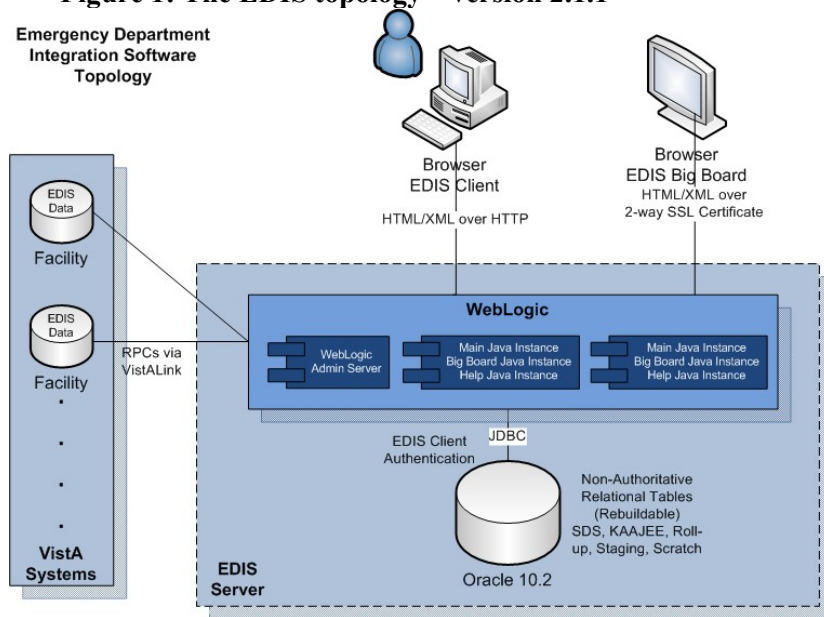 Figure 1: The EDIS topology – version 2.1.1
Emergency Department
Integration Software
Topology
Browser
EDIS Client
HTML/XML over HTTP
Browser
EDIS Big Board
HTML/XML over
2-way SSL Certificate
EDIS
Data
Facility
EDIS
Data
Facility
VistA
Systems
RPCs via
VistALink
WebLogic
WebLogic
Admin Server
Main Java Instance
Big Board Java Instance
Help Java Instance
Main Java Instance
Big Board Java Instance
Help Java Instance
EDIS Client
Authentication
JDBC
Non-Authoritative
Relational Tables
(Rebuildable)
SDS, KAAJEE, Roll-
up, Staging, Scratch
Oracle 10.2
EDIS
Server